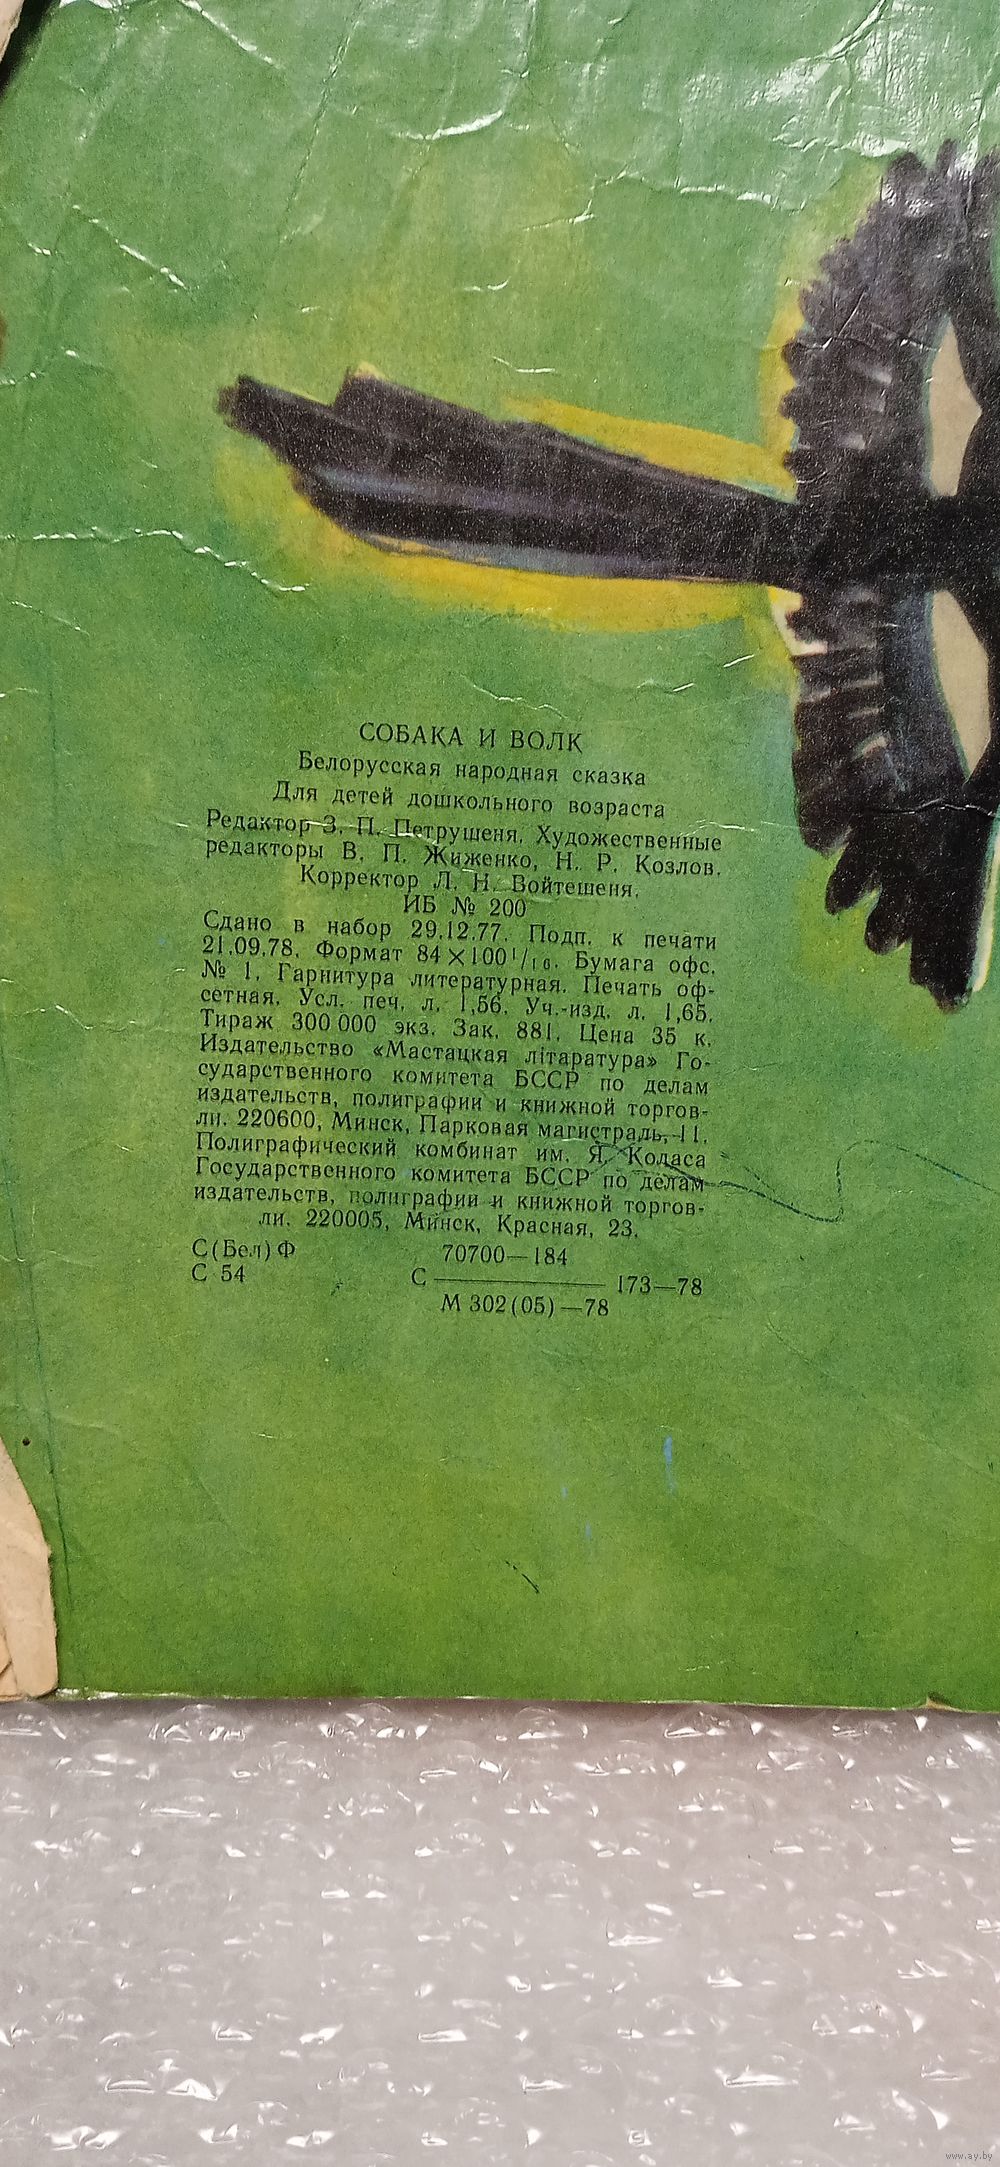 СОБАКА И ВОЛК
Белорусская народная сказка
Для детей дошкольного возраста
Редактор З. П. Петрушеня. Художественные
редакторы В. П. Жиженко, Н. Р. Козлов.
Корректор Л. Н. Войтешеня.
ИБ № 200
Сдано в набор 29.12.77. Подп. к печати
21.09.78. Формат 84×100¹/₁₆. Бумага офс.
№ 1. Гарнитура литературная. Печать оф-
сетная. Усл. печ. л. 1,56. Уч.-изд. л. 1,65.
Тираж 300 000 экз. Зак. 881. Цена 35 к.
Издательство «Мастацкая літаратура» Го-
сударственного комитета БССР по делам
издательств, полиграфии и книжной торгов-
ли. 220600, Минск, Парковая магистраль, 11.
Полиграфический комбинат им. Я. Коласа
Государственного комитета БССР по делам
издательств, полиграфии и книжной торгов-
ли. 220005, Минск, Красная, 23.
С(Бел)Ф 70700—184
С 54 С ——— 173—78
М 302(05)—78
www.ay.by